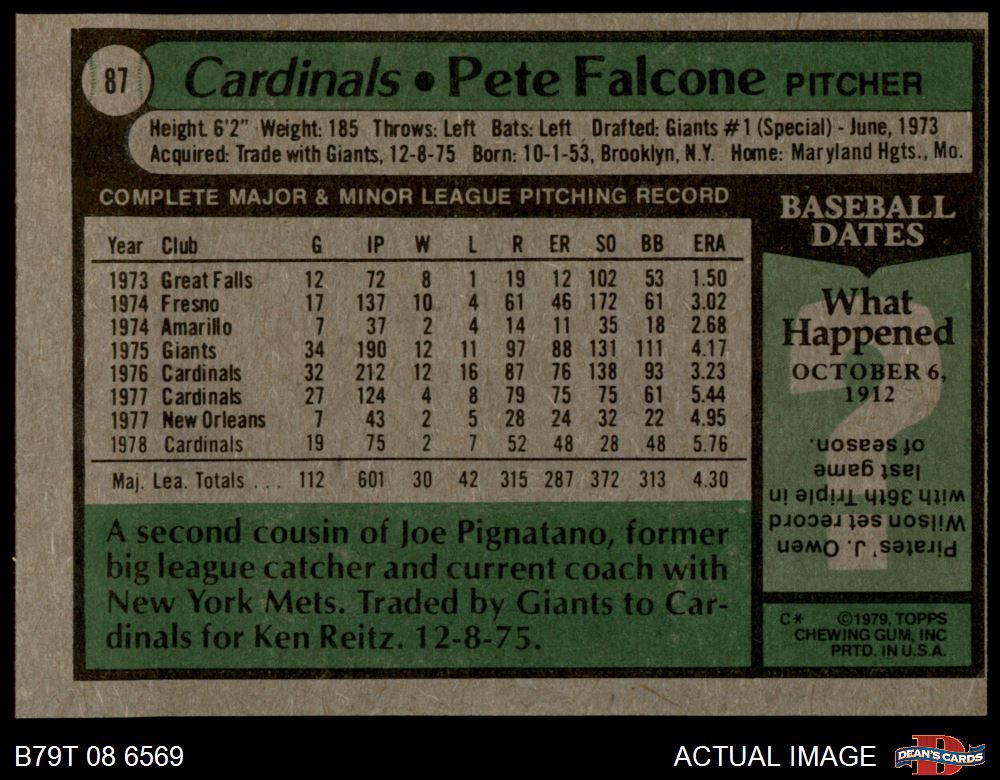 87 Cardinals • Pete Falcone PITCHER
Height. 6'2" Weight: 185 Throws: Left Bats: Left Drafted: Giants #1 (Special) - June, 1973
Acquired: Trade with Giants, 12-8-75 Born: 10-1-53, Brooklyn, N.Y. Home: Maryland Hgts., Mo.
COMPLETE MAJOR & MINOR LEAGUE PITCHING RECORD
Year Club G IP W L R ER SO BB ERA
1973 Great Falls 12 72 8 1 19 12 102 53 1.50
1974 Fresno 17 137 10 4 61 46 172 61 3.02
1974 Amarillo 7 37 2 4 14 11 35 18 2.68
1975 Giants 34 190 12 11 97 88 131 111 4.17
1976 Cardinals 32 212 12 16 87 76 138 93 3.23
1977 Cardinals 27 124 4 8 79 75 75 61 5.44
1977 New Orleans 7 43 2 5 28 24 32 22 4.95
1978 Cardinals 19 75 2 7 52 48 28 48 5.76
Maj. Lea. Totals . . . 112 601 30 42 315 287 372 313 4.30
A second cousin of Joe Pignatano, former
big league catcher and current coach with
New York Mets. Traded by Giants to Car-
dinals for Ken Reitz. 12-8-75.
BASEBALL
DATES
What
Happened
OCTOBER 6,
1912
Pirates' J. Owen
Wilson set record
with 36th Triple in
last game
of season.
C* ©1979, TOPPS
CHEWING GUM, INC
PRTD. IN U.S.A.
B79T 08 6569
ACTUAL IMAGE
DEAN'S CARDS